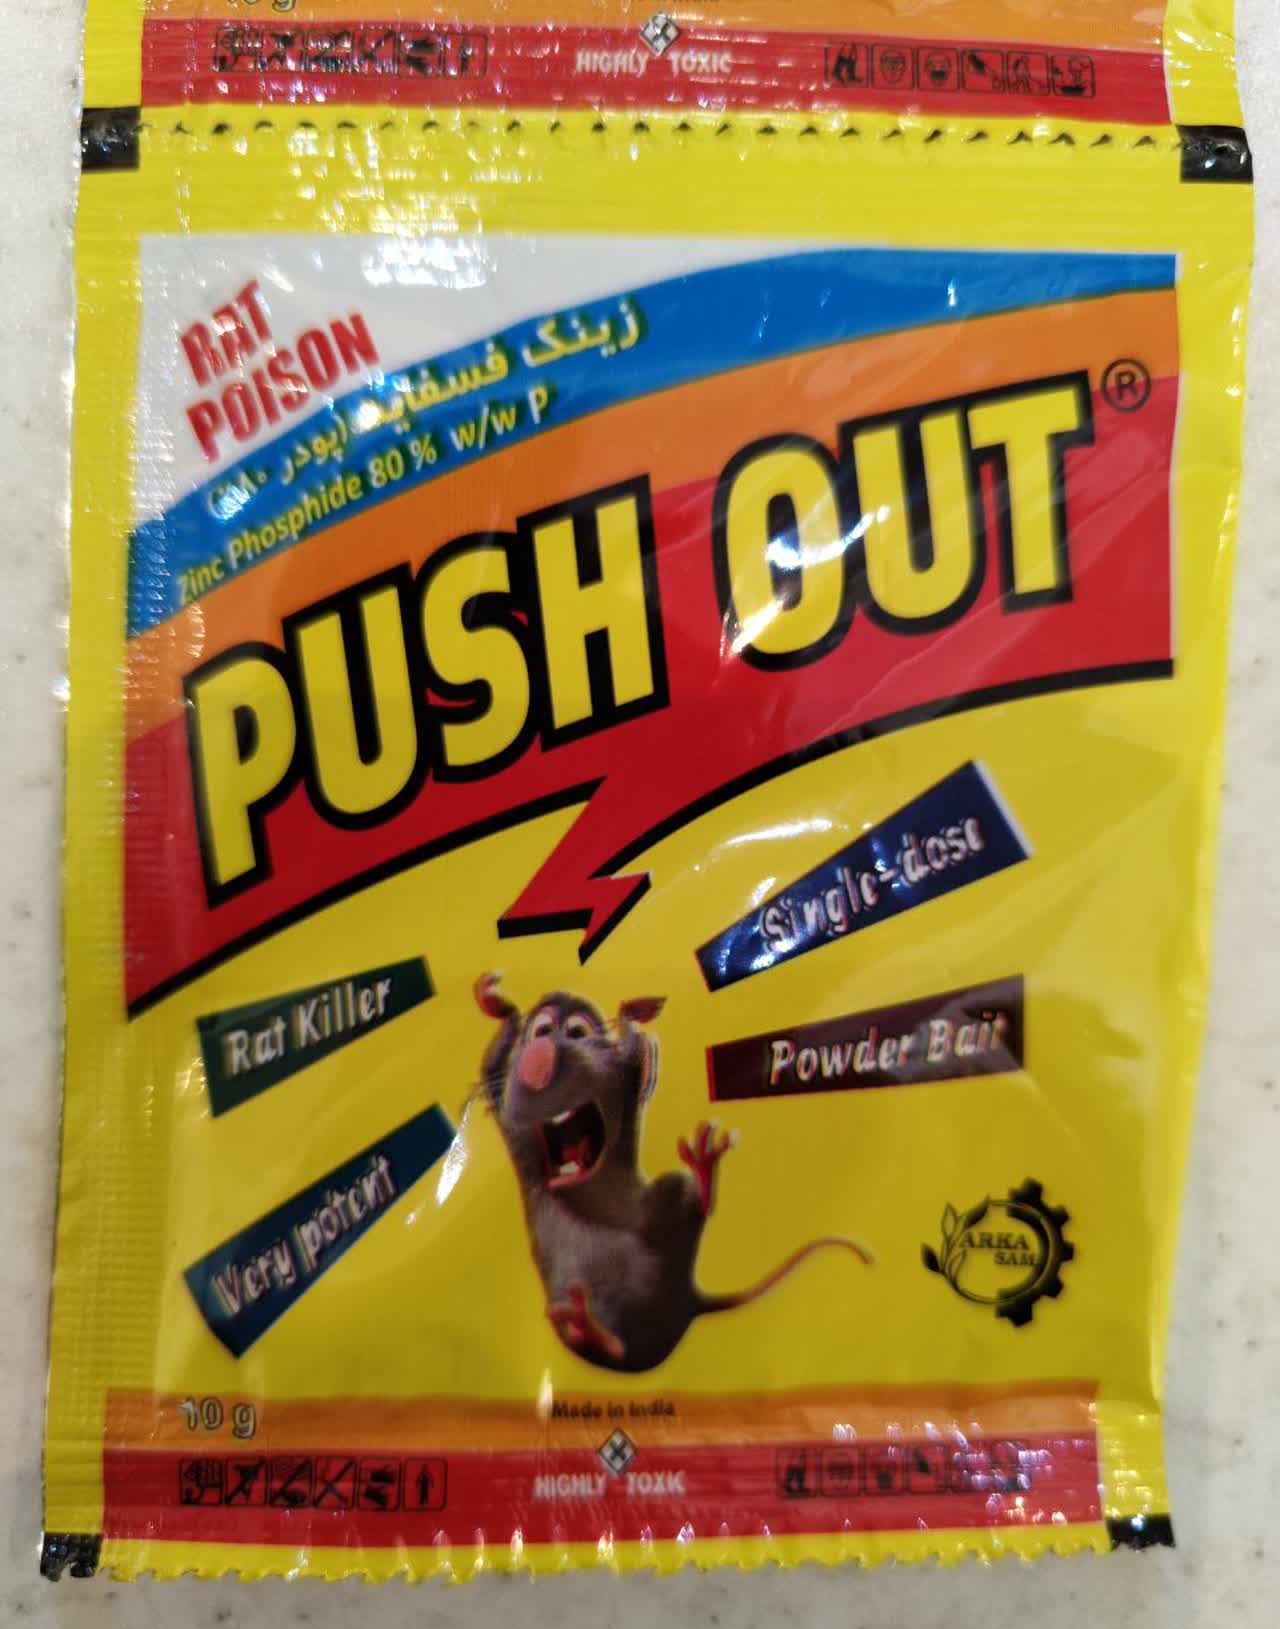 HIGHLY TOXIC
RAT
POISON
زینک فسفاید (پودر ۸۰٪)
Zinc Phosphide 80 % w/w P
PUSH OUT ®
Single-dose
Rat Killer
Powder Bait
Very potent
ARKA
SAM
10 g
Made in India
HIGHLY TOXIC